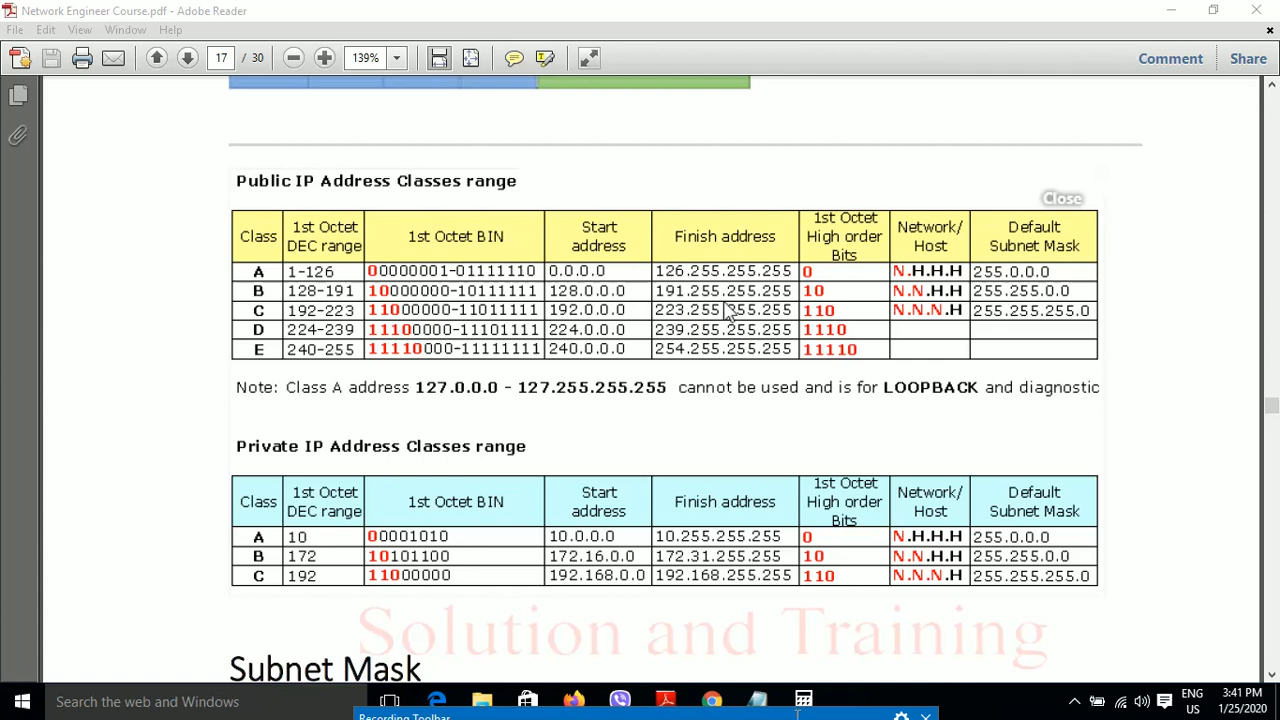 Network Engineer Course.pdf - Adobe Reader
File Edit View Window Help
17 / 30 139% Comment Share
Public IP Address Classes range
Close
Class 1st Octet DEC range 1st Octet BIN Start address Finish address 1st Octet High order Bits Network/ Host Default Subnet Mask
A 1-126 00000001-01111110 0.0.0.0 126.255.255.255 0 N.H.H.H 255.0.0.0
B 128-191 10000000-10111111 128.0.0.0 191.255.255.255 10 N.N.H.H 255.255.0.0
C 192-223 11000000-11011111 192.0.0.0 223.255.255.255 110 N.N.N.H 255.255.255.0
D 224-239 11100000-11101111 224.0.0.0 239.255.255.255 1110
E 240-255 11110000-11111111 240.0.0.0 254.255.255.255 11110
Note: Class A address 127.0.0.0 - 127.255.255.255 cannot be used and is for LOOPBACK and diagnostic
Private IP Address Classes range
Class 1st Octet DEC range 1st Octet BIN Start address Finish address 1st Octet High order Bits Network/ Host Default Subnet Mask
A 10 00001010 10.0.0.0 10.255.255.255 0 N.H.H.H 255.0.0.0
B 172 10101100 172.16.0.0 172.31.255.255 10 N.N.H.H 255.255.0.0
C 192 11000000 192.168.0.0 192.168.255.255 110 N.N.N.H 255.255.255.0
Solution and Training
Subnet Mask
Search the web and Windows
ENG 3:41 PM
US 1/25/2020
Recording Toolbar